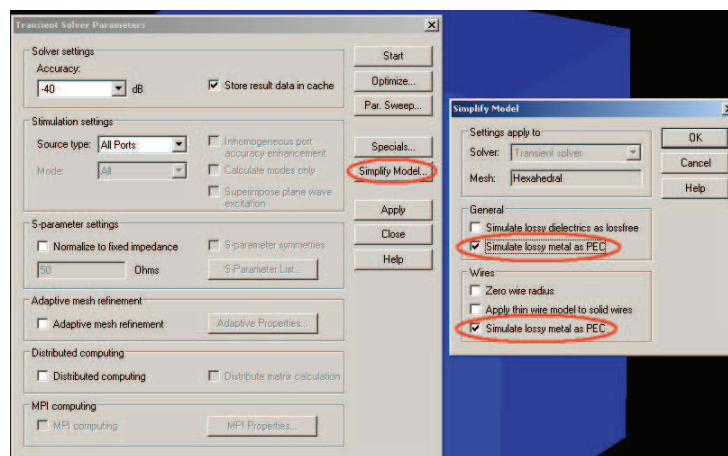 Transient Solver Parameters
Solver settings
Accuracy:
-40 dB
Store result data in cache
Stimulation settings
Source type: All Ports
Mode: All
Inhomogeneous port accuracy enhancement
Calculate modes only
Superimpose plane wave excitation
S-parameter settings
Normalize to fixed impedance
50 Ohms
S-parameter symmetries
S-Parameter List...
Adaptive mesh refinement
Adaptive mesh refinement
Adaptive Properties...
Distributed computing
Distributed computing
Distribute matrix calculation
MPI computing
MPI computing
MPI Properties...
Start
Optimize...
Par. Sweep...
Specials...
Simplify Model...
Apply
Close
Help
Simplify Model
Settings apply to
Solver: Transient solver
Mesh: Hexahedral
General
Simulate lossy dielectrics as lossfree
Simulate lossy metal as PEC
Wires
Zero wire radius
Apply thin wire model to solid wires
Simulate lossy metal as PEC
OK
Cancel
Help